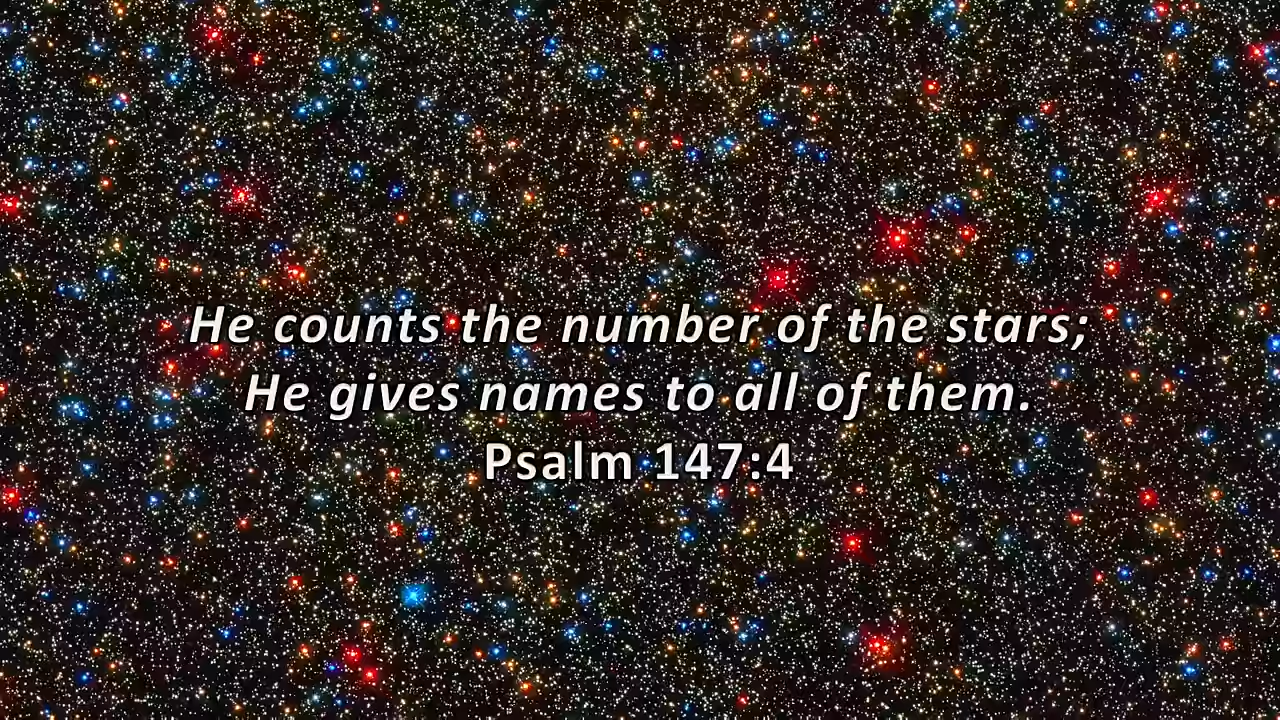 He counts the number of the stars;
He gives names to all of them.
Psalm 147:4